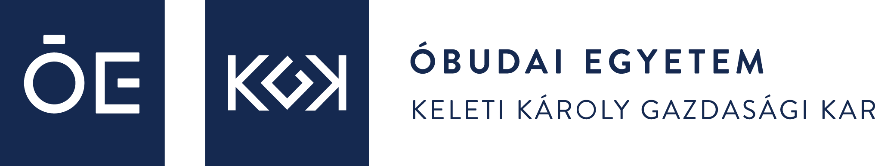 ŌE
KGK
ÓBUDAI EGYETEM
KELETI KÁROLY GAZDASÁGI KAR